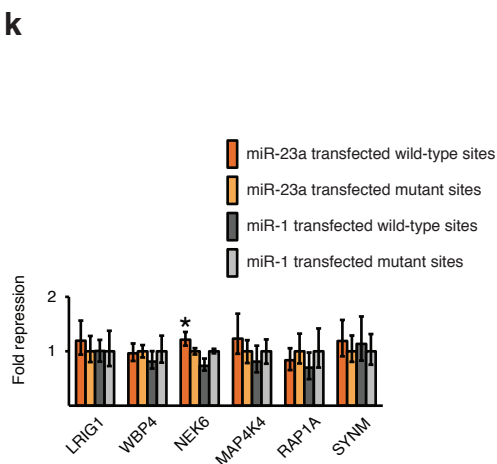 k
miR-23a transfected wild-type sites
miR-23a transfected mutant sites
miR-1 transfected wild-type sites
miR-1 transfected mutant sites
2
1
Fold repression
*
LRIG1
WBP4
NEK6
MAP4K4
RAP1A
SYNM